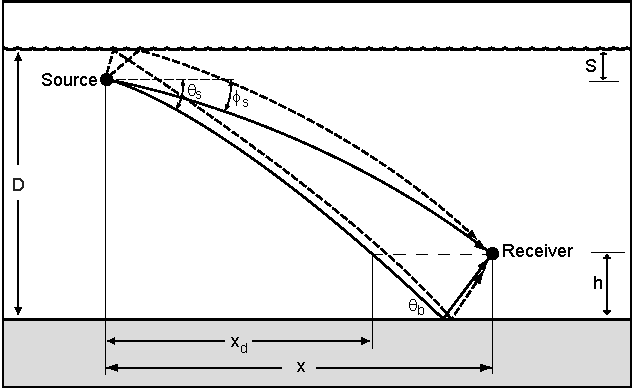 S
Source
θs
ϕs
D
Receiver
h
θb
xd
x